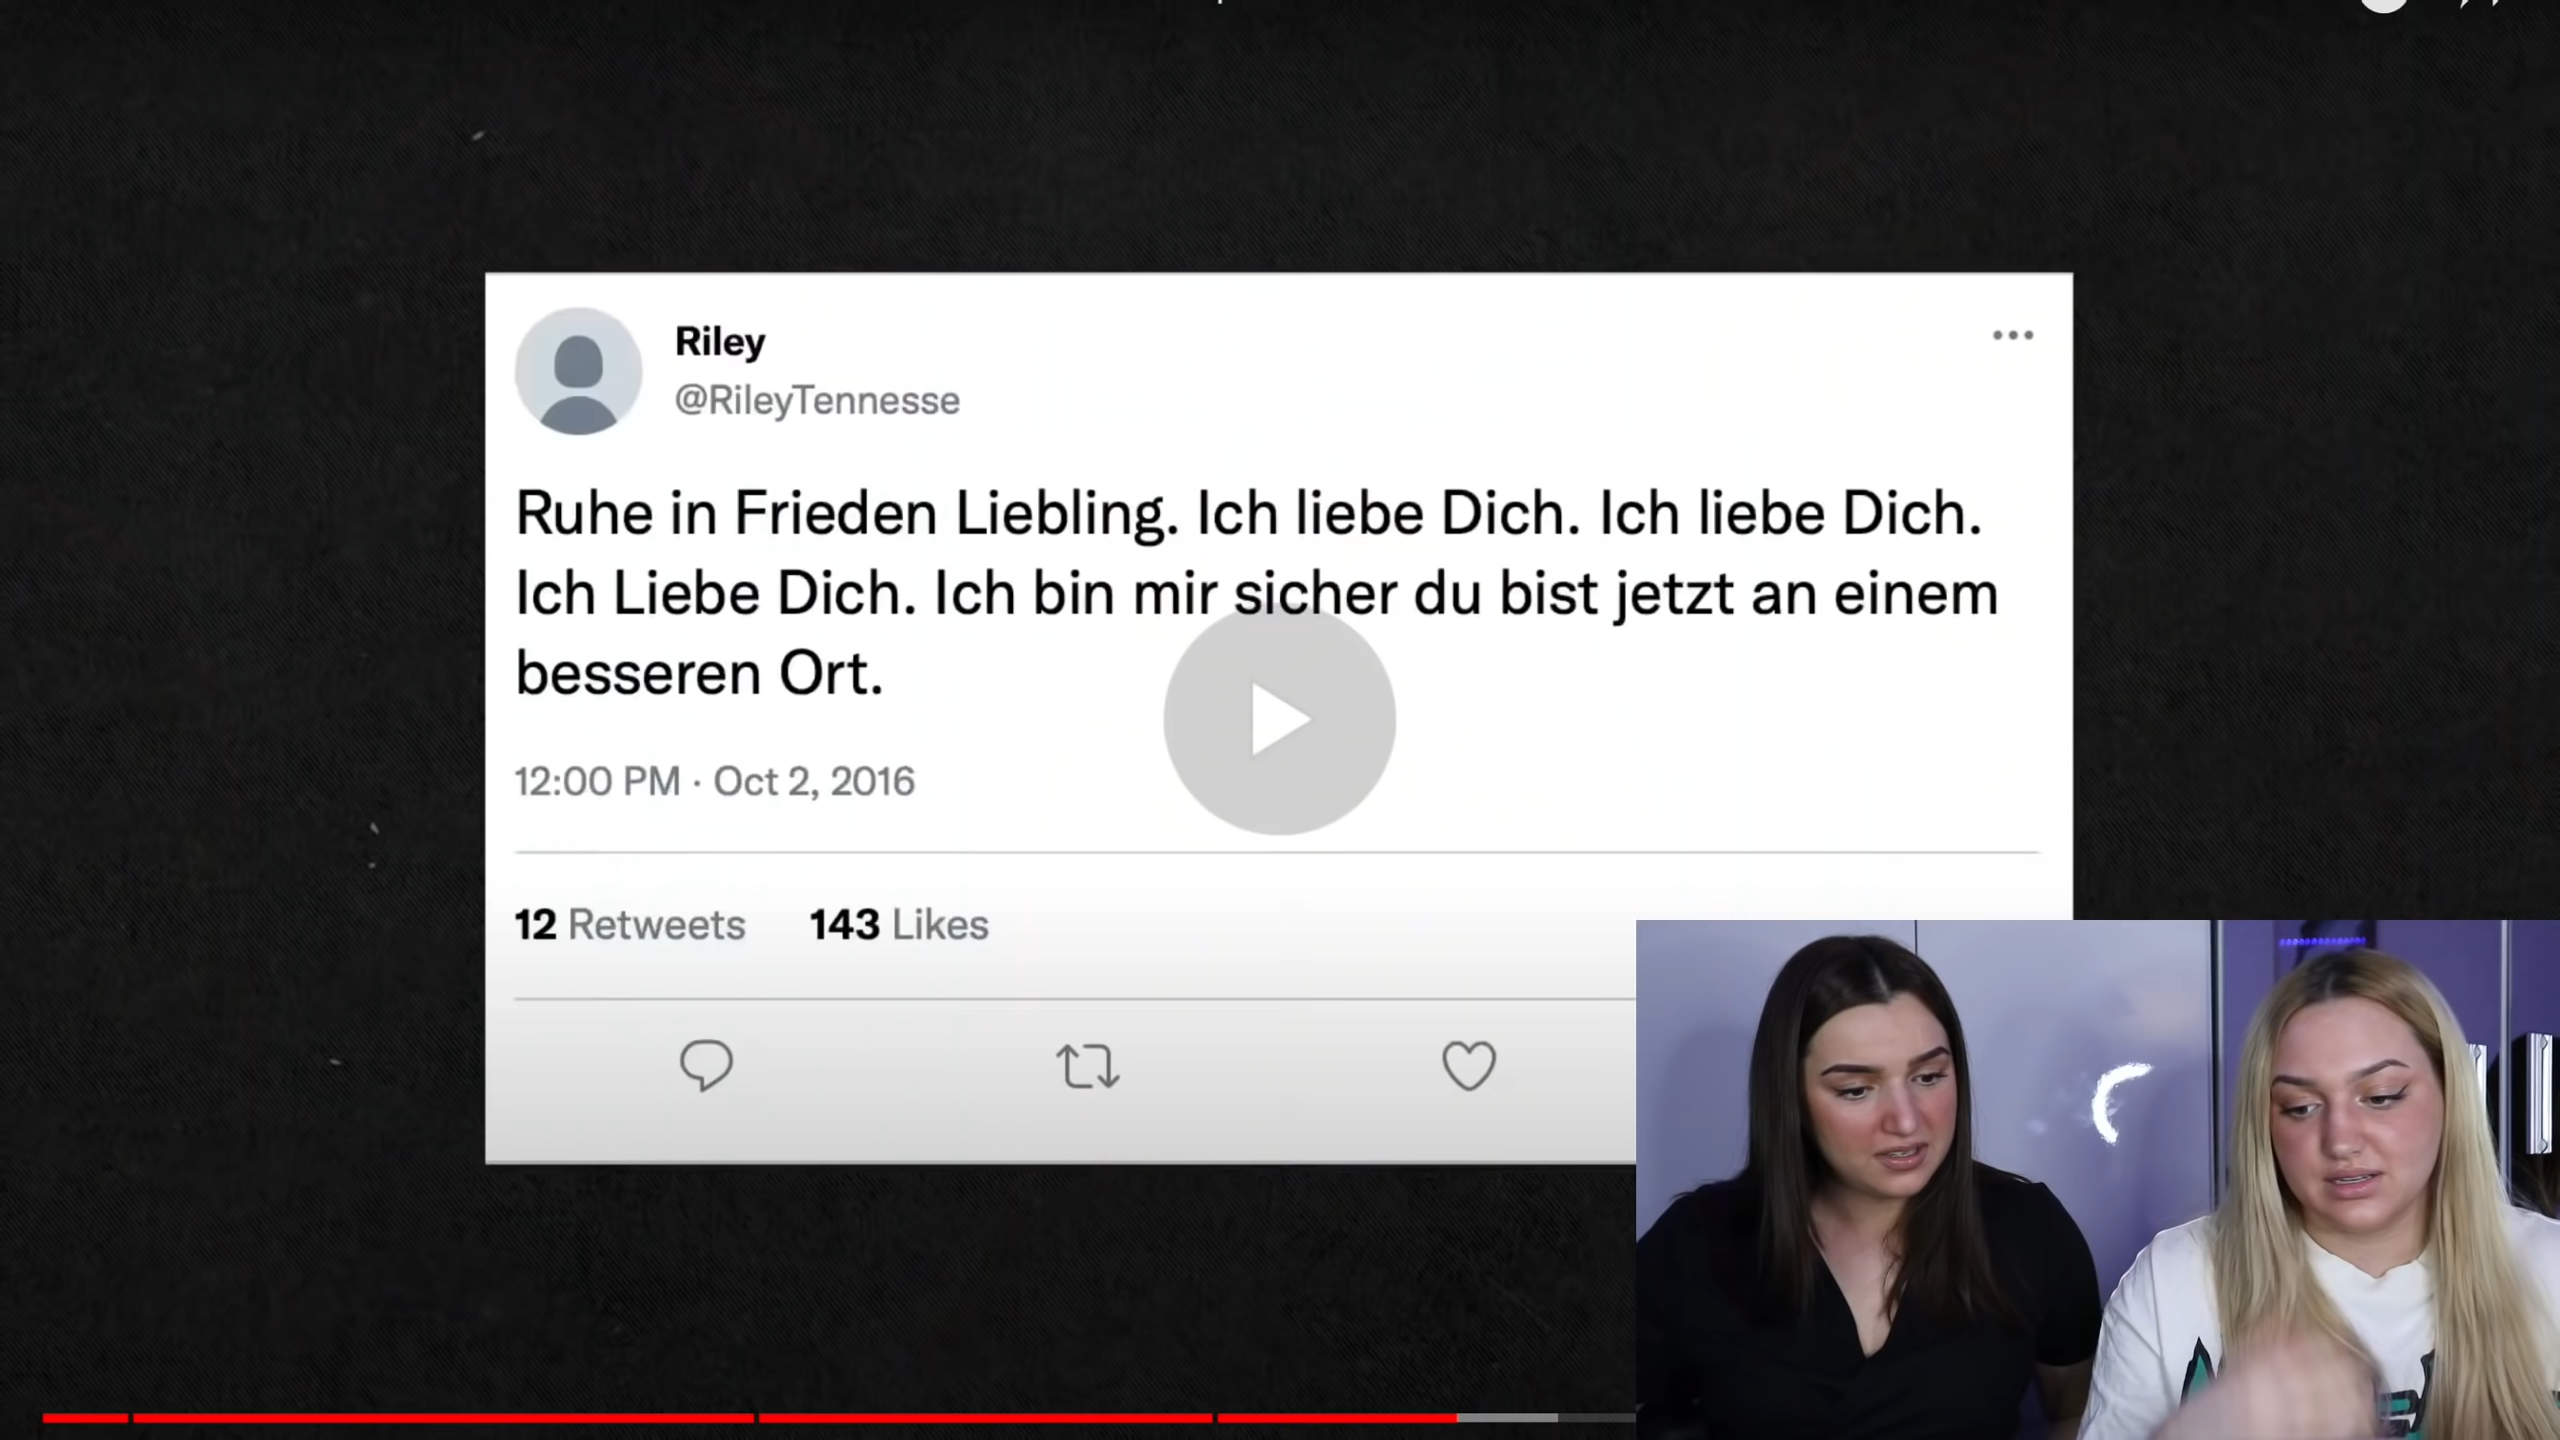 Riley
@RileyTennesse
Ruhe in Frieden Liebling. Ich liebe Dich. Ich liebe Dich.
Ich Liebe Dich. Ich bin mir sicher du bist jetzt an einem
besseren Ort.
12:00 PM · Oct 2, 2016
12 Retweets 143 Likes